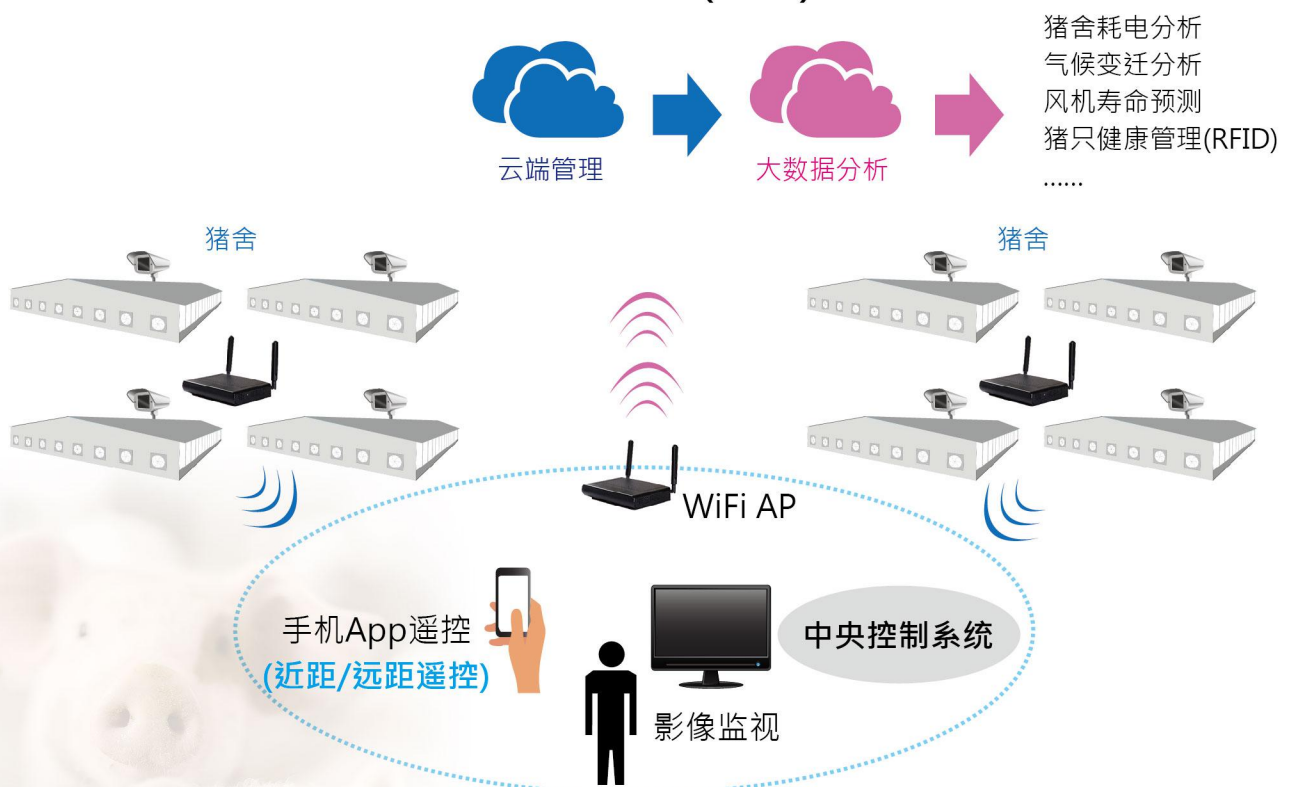 猪舍耗电分析
气候变迁分析
风机寿命预测
猪只健康管理(RFID)
......
云端管理
大数据分析
猪舍
猪舍
WiFi AP
手机App遥控
(近距/远距遥控)
中央控制系统
影像监视